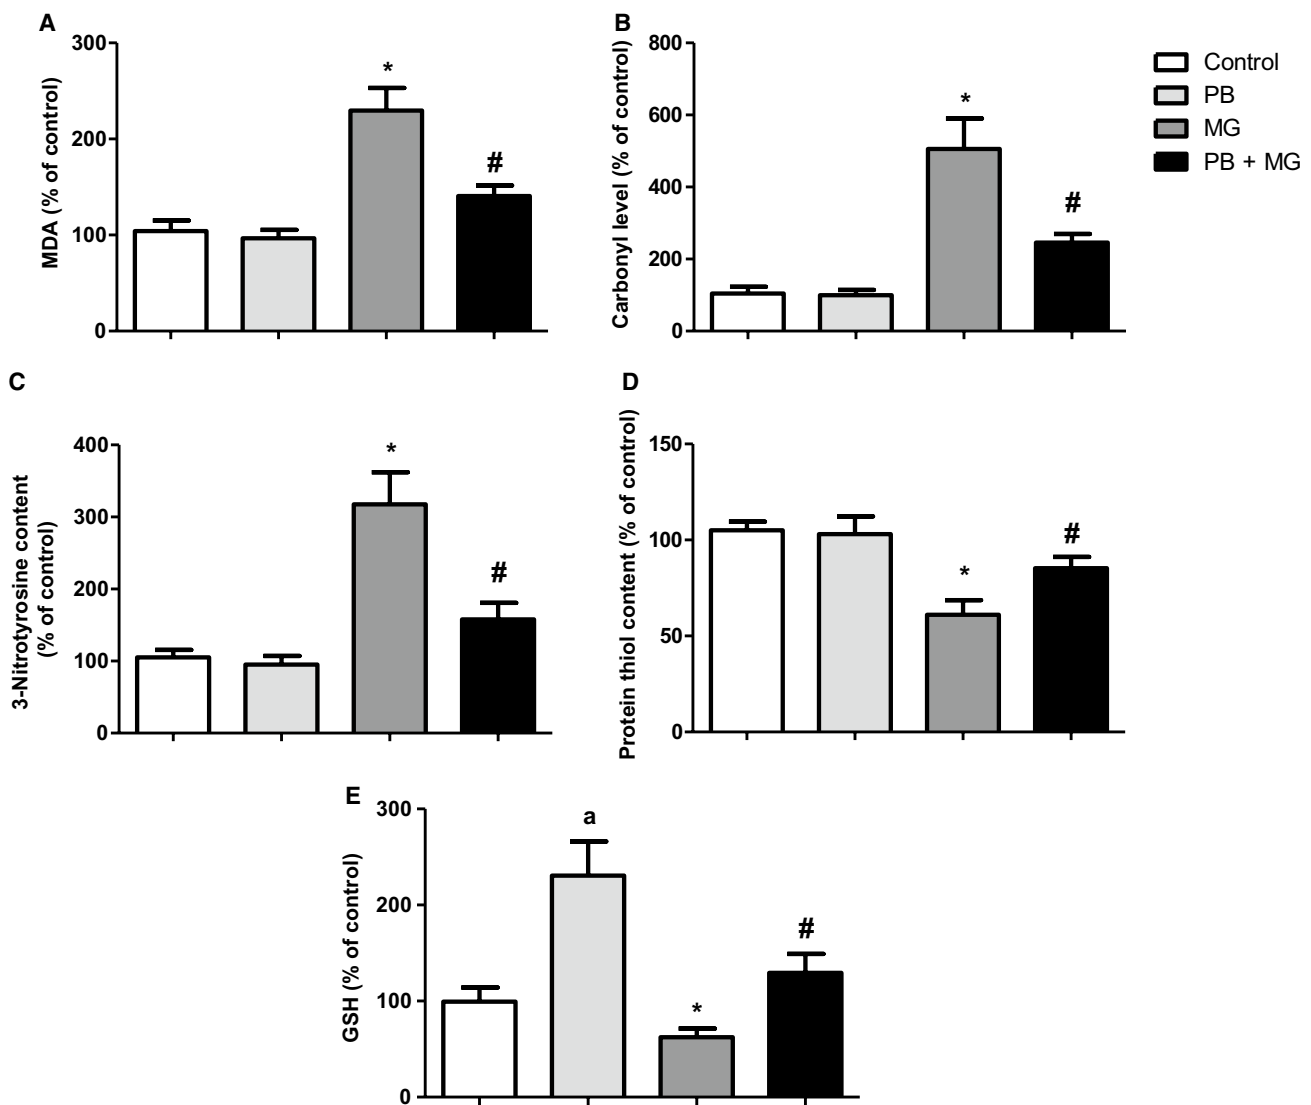 A
MDA (% of control)
300
200
100
0
*
#
B
Carbonyl level (% of control)
800
600
400
200
0
*
#
Control
PB
MG
PB + MG
C
3-Nitrotyrosine content
(% of control)
400
300
200
100
0
*
#
D
Protein thiol content (% of control)
150
100
50
0
*
#
E
GSH (% of control)
300
200
100
0
a
*
#